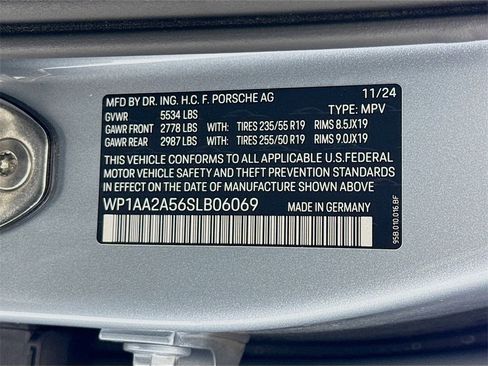 MFD BY DR. ING. H.C. F. PORSCHE AG 11/24
GVWR 5534 LBS TYPE: MPV
GAWR FRONT 2778 LBS WITH: TIRES 235/55 R19 RIMS 8.5JX19
GAWR REAR 2987 LBS WITH: TIRES 255/50 R19 RIMS 9.0JX19
THIS VEHICLE CONFORMS TO ALL APPLICABLE U.S.FEDERAL
MOTOR VEHICLE SAFETY AND THEFT PREVENTION STANDARDS
IN EFFECT ON THE DATE OF MANUFACTURE SHOWN ABOVE.
WP1AA2A56SLB06069 MADE IN GERMANY
95B.010.016.BF